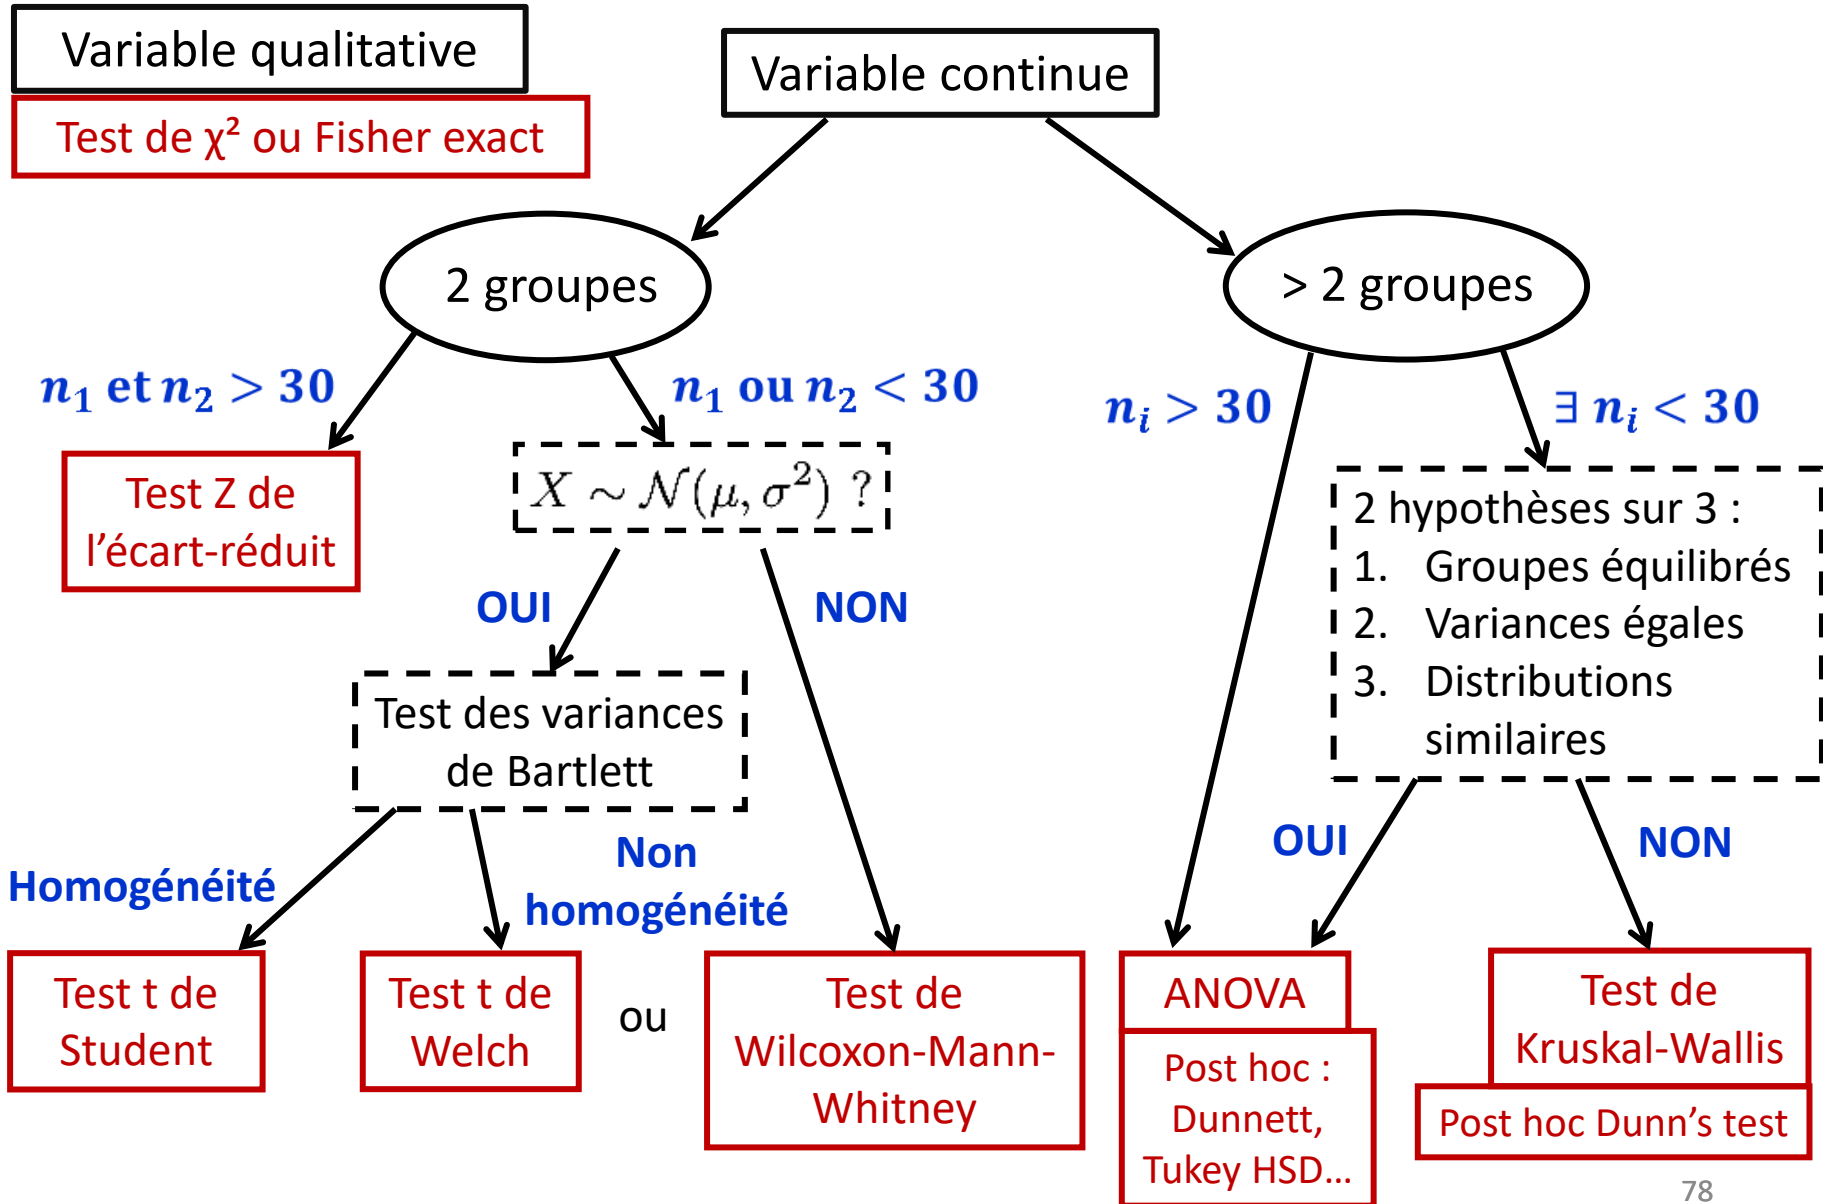 Variable qualitative
Test de χ² ou Fisher exact
Variable continue
2 groupes
> 2 groupes
n₁ et n₂ > 30
n₁ ou n₂ < 30
nᵢ > 30
∃ nᵢ < 30
Test Z de
l’écart-réduit
X ∼ 𝒩(μ, σ²) ?
2 hypothèses sur 3 :
1. Groupes équilibrés
2. Variances égales
3. Distributions
similaires
OUI
NON
Test des variances
de Bartlett
OUI
NON
Homogénéité
Non
homogénéité
Test t de
Student
Test t de
Welch
ou
Test de
Wilcoxon-Mann-
Whitney
ANOVA
Post hoc :
Dunnett,
Tukey HSD…
Test de
Kruskal-Wallis
Post hoc Dunn’s test
78